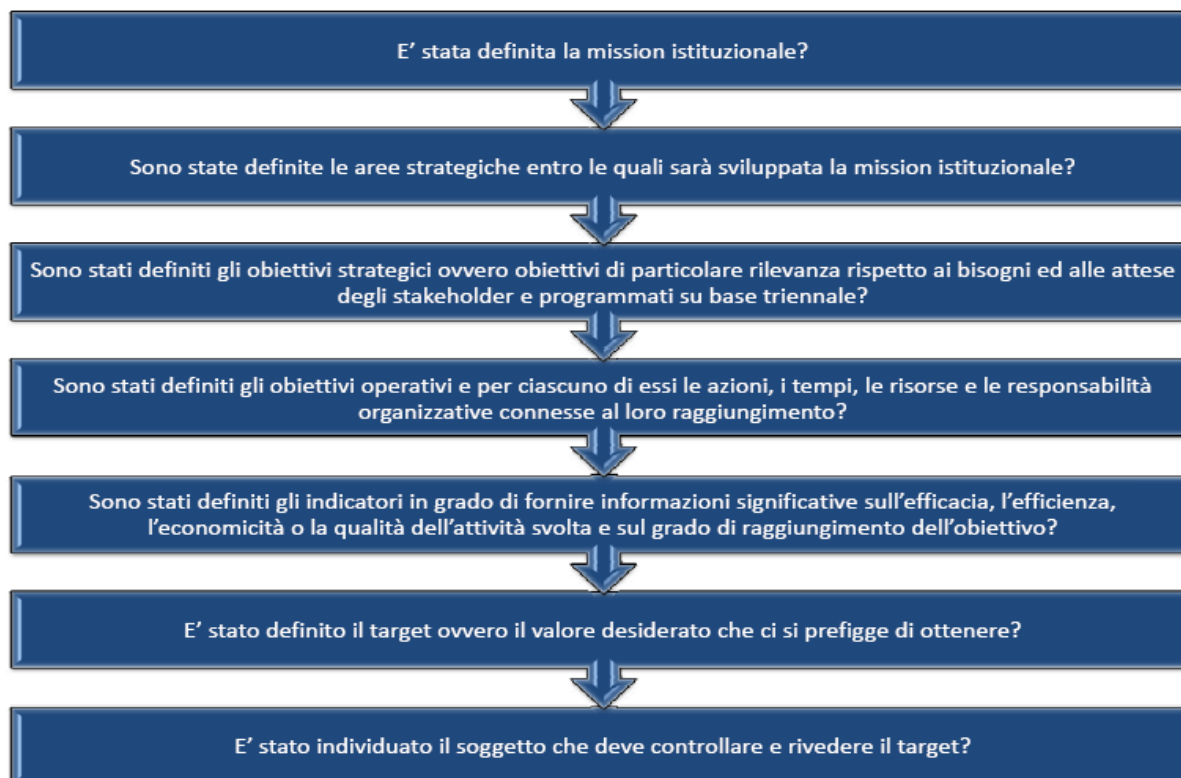 E’ stata definita la mission istituzionale?
Sono state definite le aree strategiche entro le quali sarà sviluppata la mission istituzionale?
Sono stati definiti gli obiettivi strategici ovvero obiettivi di particolare rilevanza rispetto ai bisogni ed alle attese
degli stakeholder e programmati su base triennale?
Sono stati definiti gli obiettivi operativi e per ciascuno di essi le azioni, i tempi, le risorse e le responsabilità
organizzative connesse al loro raggiungimento?
Sono stati definiti gli indicatori in grado di fornire informazioni significative sull’efficacia, l’efficienza,
l’economicità o la qualità dell’attività svolta e sul grado di raggiungimento dell’obiettivo?
E’ stato definito il target ovvero il valore desiderato che ci si prefigge di ottenere?
E’ stato individuato il soggetto che deve controllare e rivedere il target?